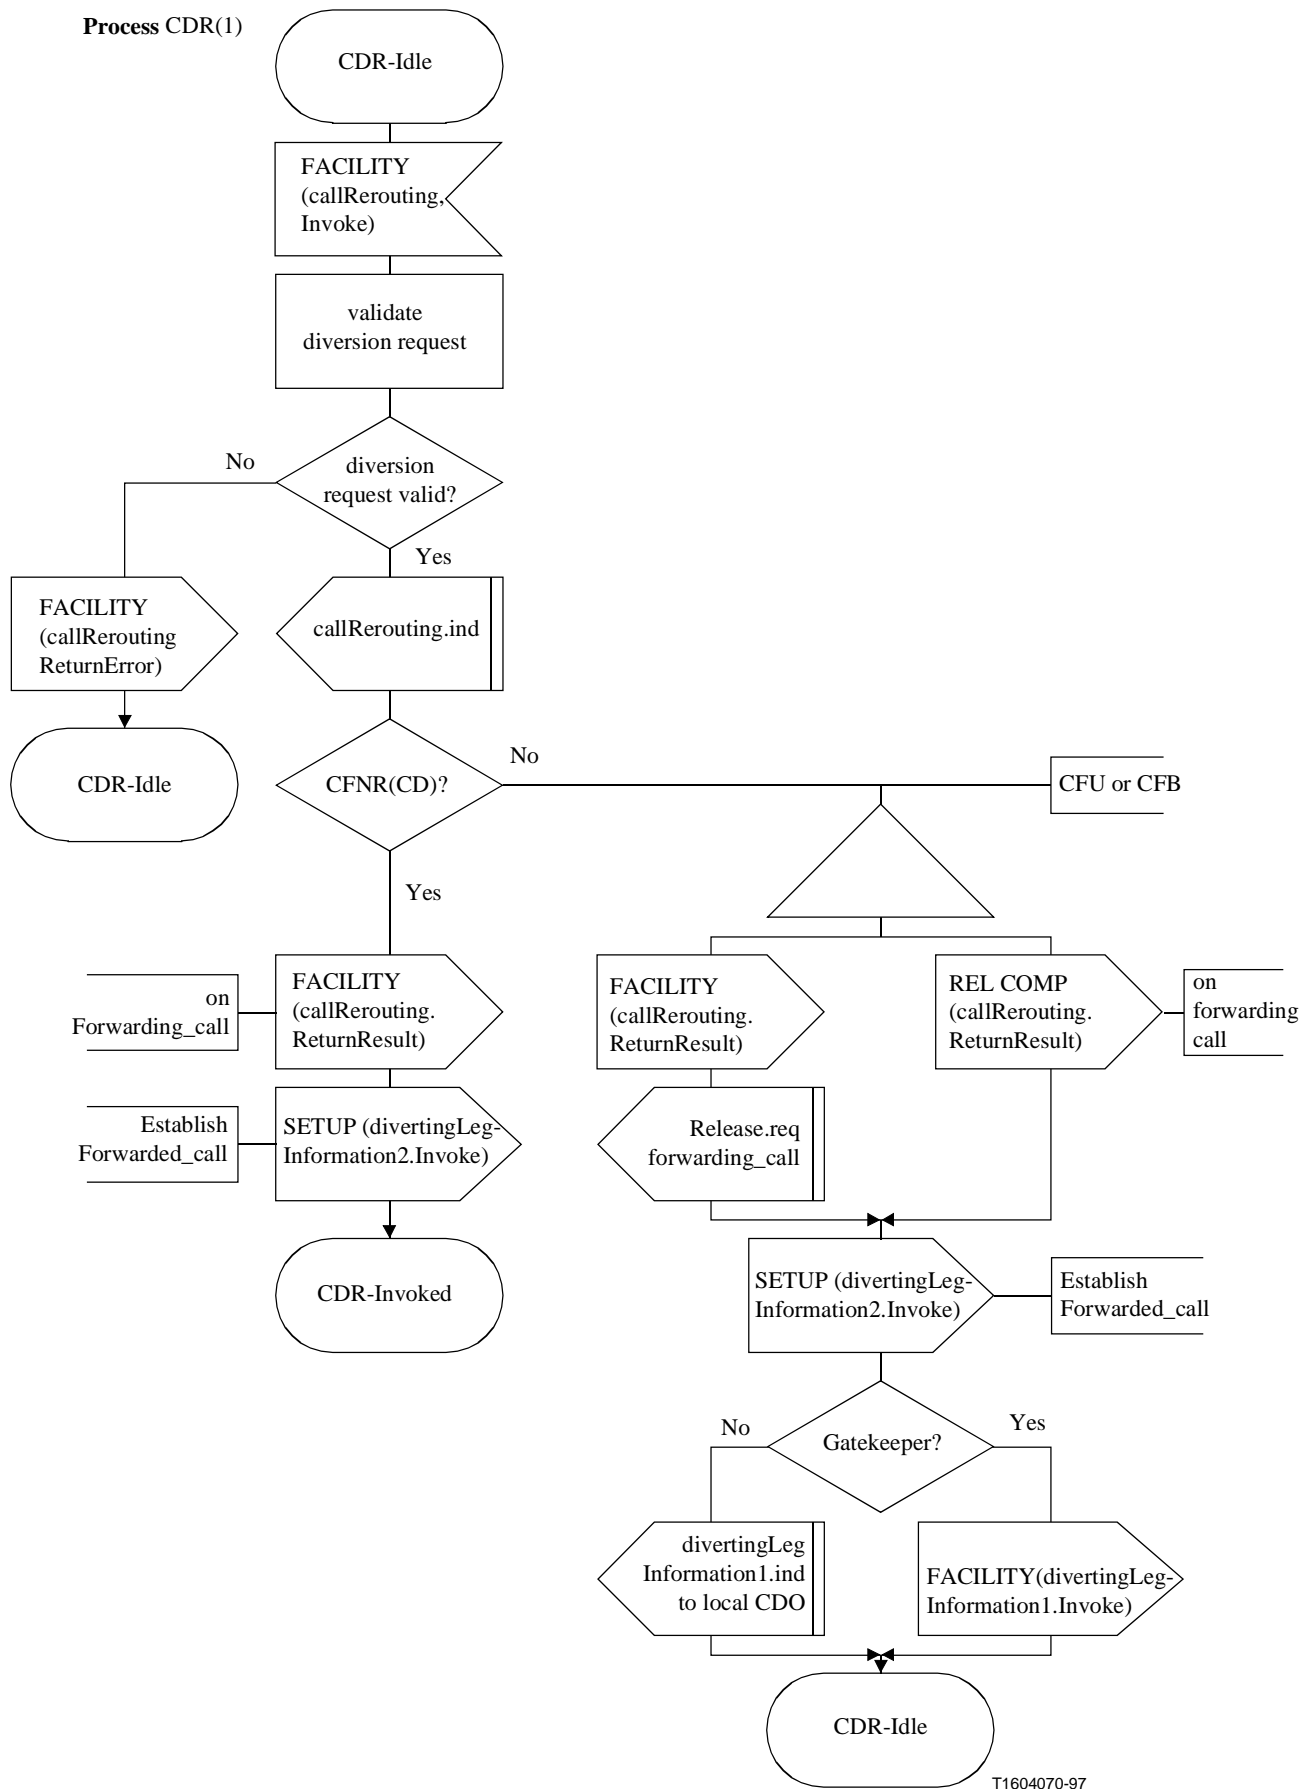 Process CDR(1)
CDR-Idle
FACILITY
(callRerouting,
Invoke)
validate
diversion request
No
diversion
request valid?
Yes
FACILITY
(callRerouting
ReturnError)
callRerouting.ind
CDR-Idle
CFNR(CD)?
No
CFU or CFB
Yes
on
Forwarding_call
FACILITY
(callRerouting.
ReturnResult)
FACILITY
(callRerouting.
ReturnResult)
REL COMP
(callRerouting.
ReturnResult)
on
forwarding
call
Establish
Forwarded_call
SETUP (divertingLeg-
Information2.Invoke)
Release.req
forwarding_call
CDR-Invoked
SETUP (divertingLeg-
Information2.Invoke)
Establish
Forwarded_call
No
Gatekeeper?
Yes
divertingLeg
Information1.ind
to local CDO
FACILITY(divertingLeg-
Information1.Invoke)
CDR-Idle
T1604070-97